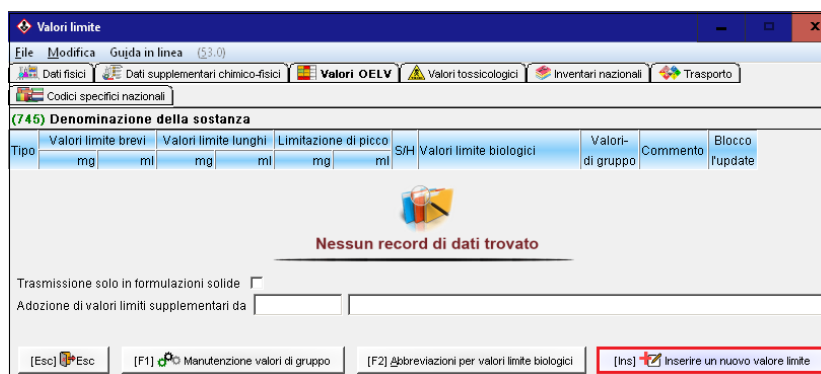 Valori limite
File Modifica Guida in linea (53.0)
Dati fisici Dati supplementari chimico-fisici Valori OELV Valori tossicologici Inventari nazionali Trasporto
Codici specifici nazionali
(745) Denominazione della sostanza
Tipo Valori limite brevi Valori limite lunghi Limitazione di picco S/H Valori limite biologici Valori- Commento Blocco
mg ml mg ml mg ml di gruppo l'update
Nessun record di dati trovato
Trasmissione solo in formulazioni solide
Adozione di valori limiti supplementari da
[Esc] Esc [F1] Manutenzione valori di gruppo [F2] Abbreviazioni per valori limite biologici [Ins] Inserire un nuovo valore limite